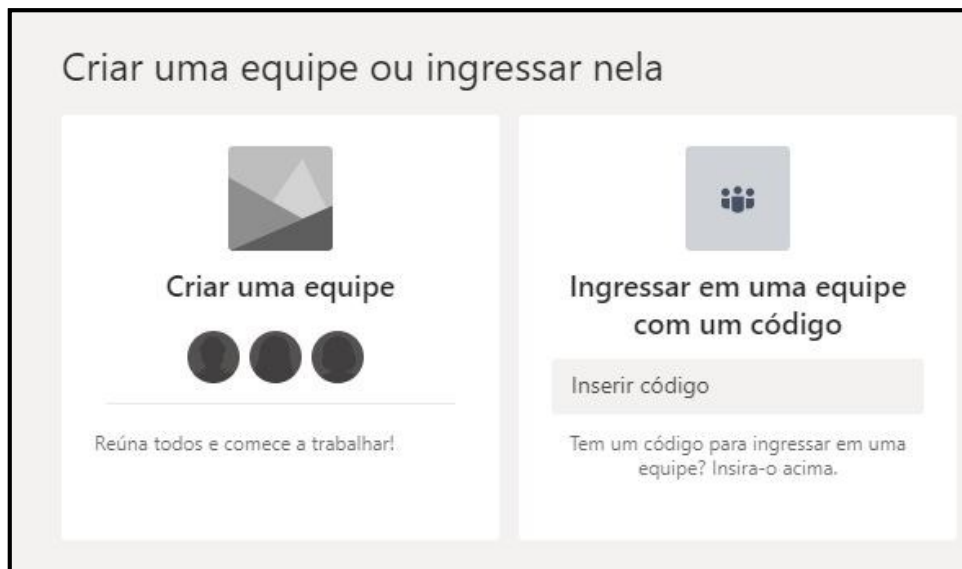 Criar uma equipe ou ingressar nela
Criar uma equipe
Reúna todos e comece a trabalhar!
Ingressar em uma equipe
com um código
Inserir código
Tem um código para ingressar em uma
equipe? Insira-o acima.